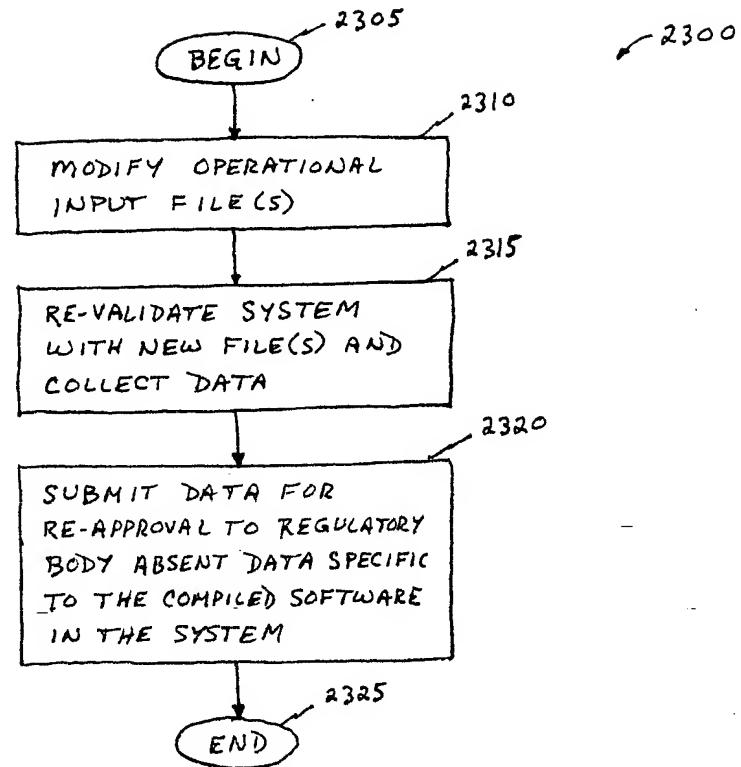 2305
BEGIN
2300
2310
MODIFY OPERATIONAL
INPUT FILE(S)
2315
RE-VALIDATE SYSTEM
WITH NEW FILE(S) AND
COLLECT DATA
2320
SUBMIT DATA FOR
RE-APPROVAL TO REGULATORY
BODY ABSENT DATA SPECIFIC
TO THE COMPILED SOFTWARE
IN THE SYSTEM
2325
END